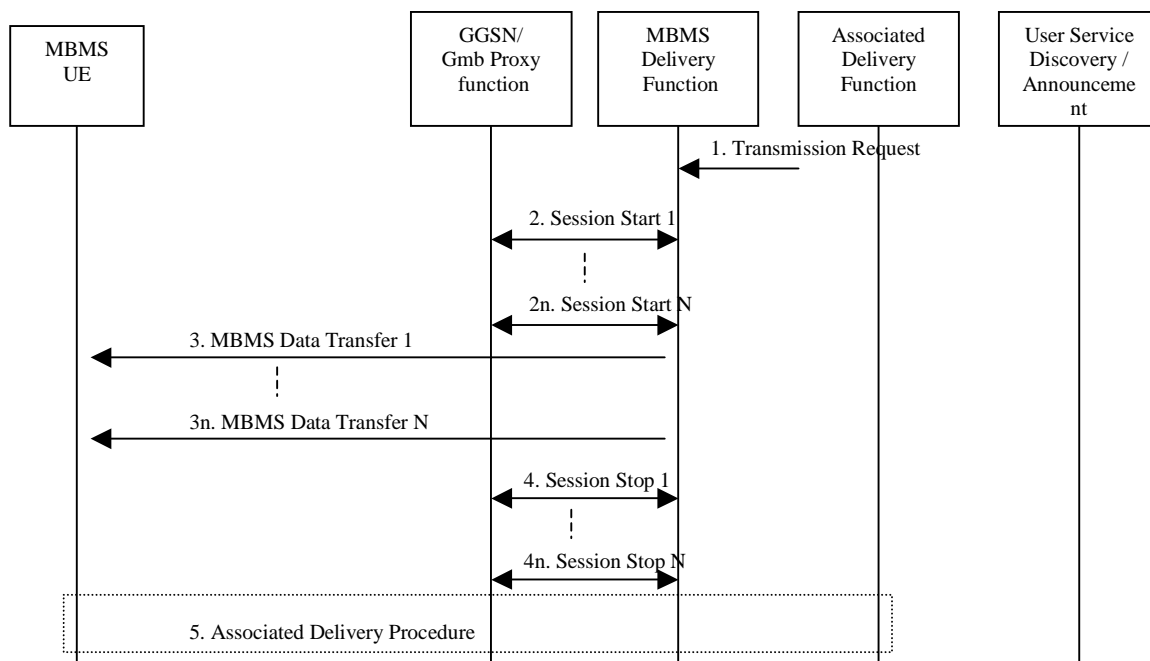 MBMS
UE
GGSN/
Gmb Proxy
function
MBMS
Delivery
Function
Associated
Delivery
Function
User Service
Discovery /
Announceme
nt
1. Transmission Request
2. Session Start 1
2n. Session Start N
3. MBMS Data Transfer 1
3n. MBMS Data Transfer N
4. Session Stop 1
4n. Session Stop N
5. Associated Delivery Procedure